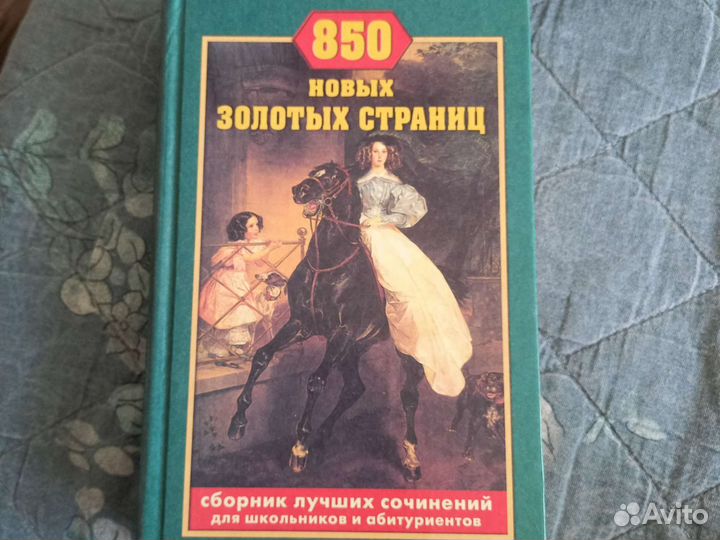 850
НОВЫХ
ЗОЛОТЫХ СТРАНИЦ
сборник лучших сочинений
для школьников и абитуриентов
Avito